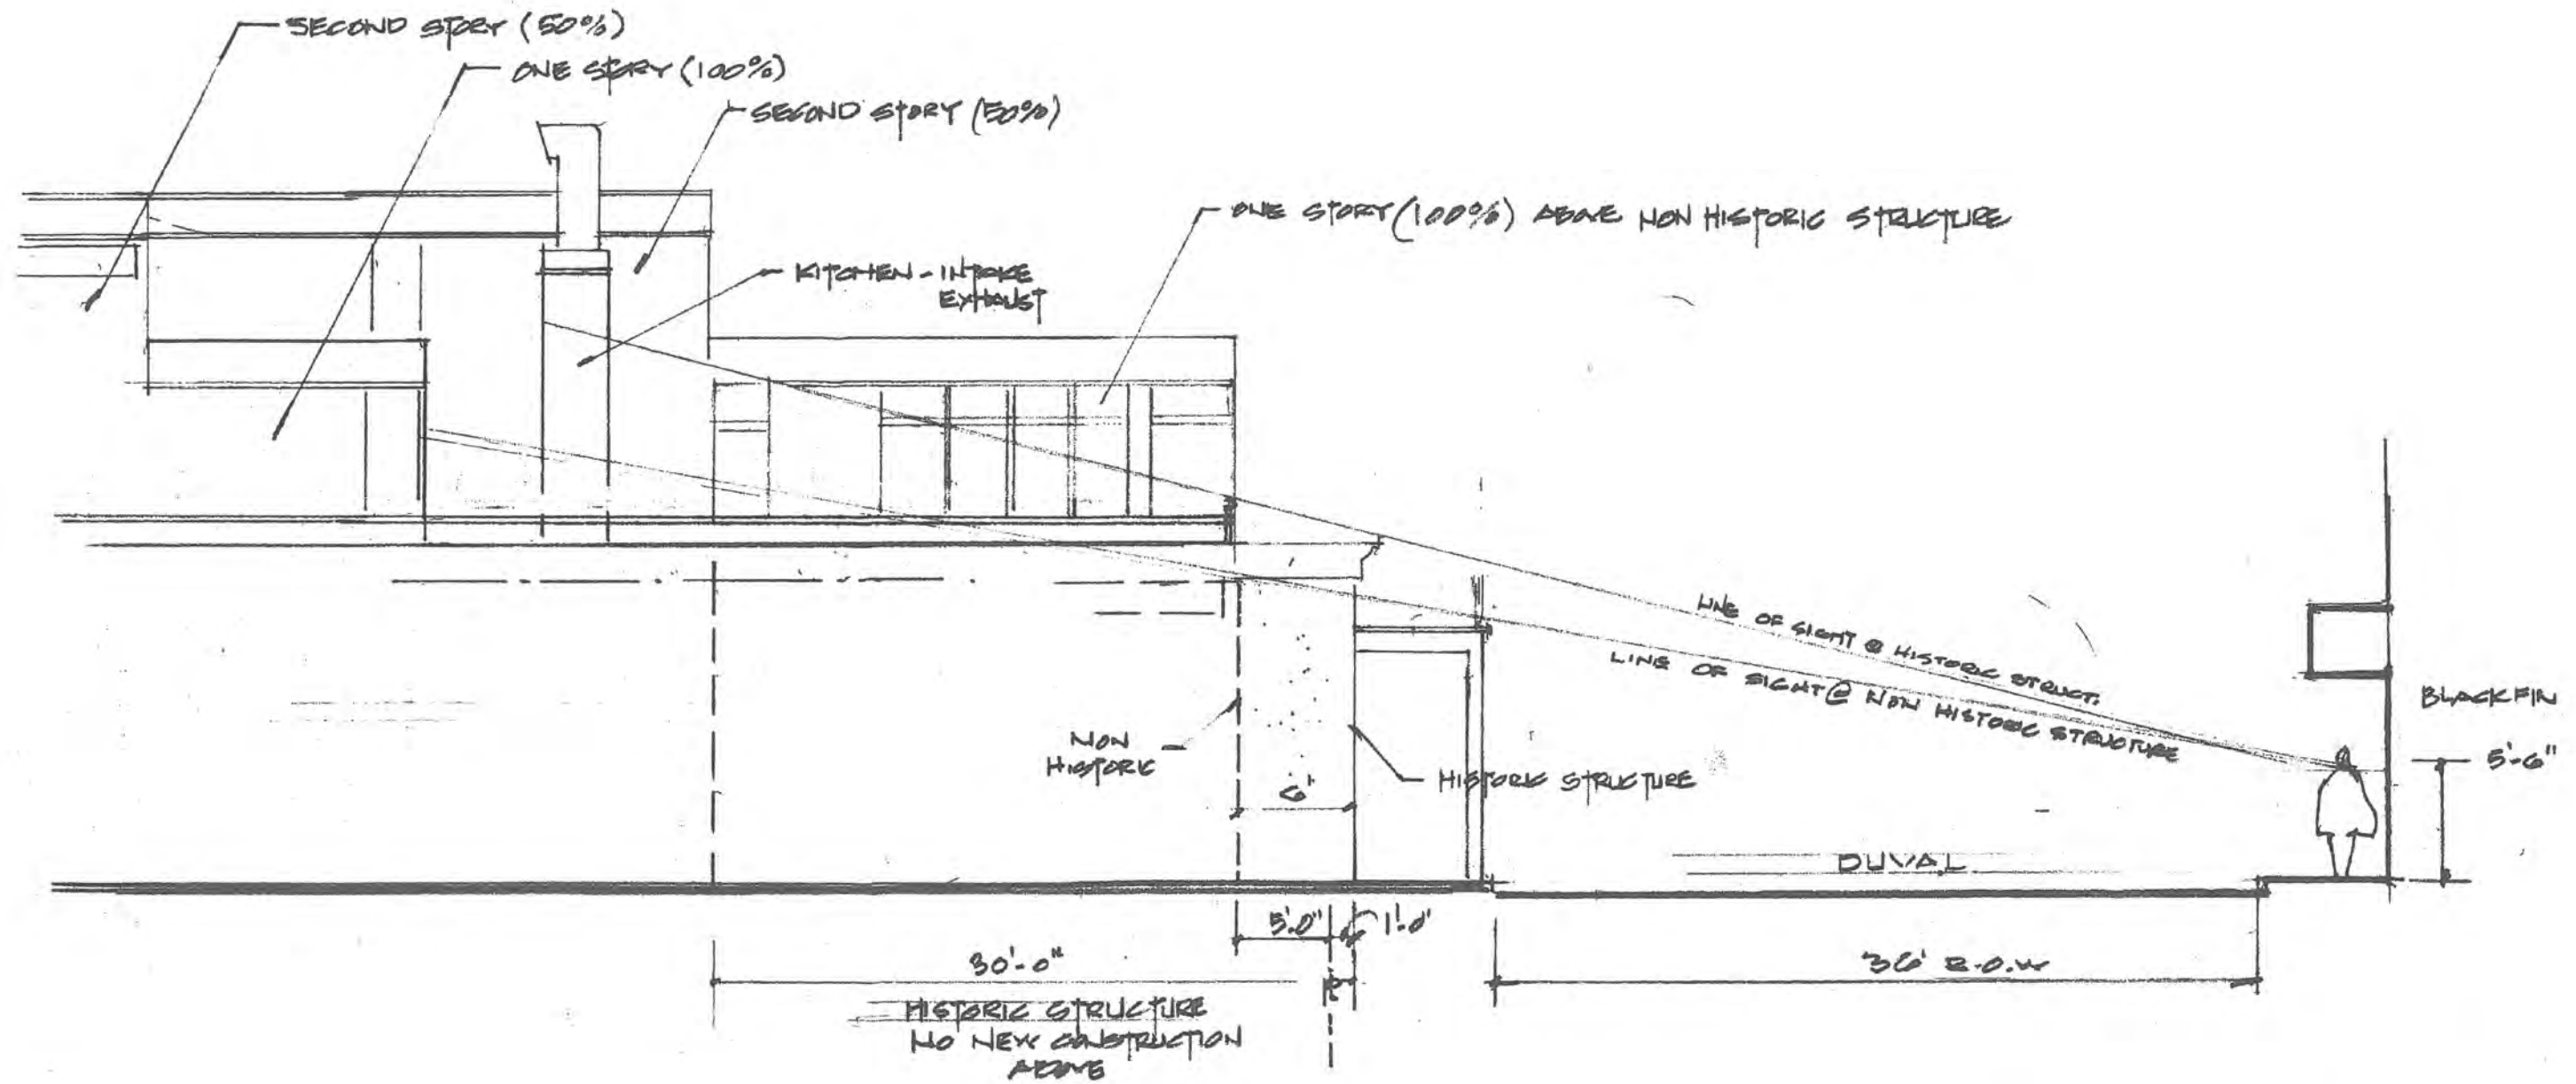 SECOND STORY (50%)
ONE STORY (100%)
SECOND STORY (50%)
ONE STORY (100%) ABOVE NON HISTORIC STRUCTURE
KITCHEN - INTAKE
EXHAUST
LINE OF SIGHT @ HISTORIC STRUCT.
LINE OF SIGHT @ NON HISTORIC STRUCTURE
BLACKFIN
5'-6"
NON
HISTORIC
6'
HISTORIC STRUCTURE
DUVAL
5'.0"
1'.0"
30'-0"
36' R.O.W
HISTORIC STRUCTURE
NO NEW CONSTRUCTION
ABOVE